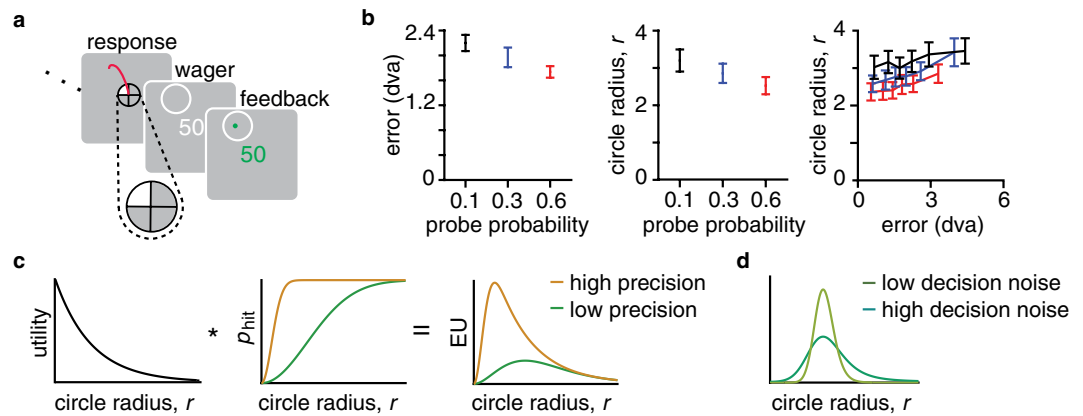 a
response
wager
50
feedback
50
b
error (dva)
2.4
1.2
0
0.1 0.3 0.6
probe probability
circle radius, r
4
2
0
0.1 0.3 0.6
probe probability
circle radius, r
4
2
0
0 3 6
error (dva)
c
utility
circle radius, r
*
p hit
circle radius, r
=
EU
circle radius, r
high precision
low precision
d
low decision noise
high decision noise
circle radius, r